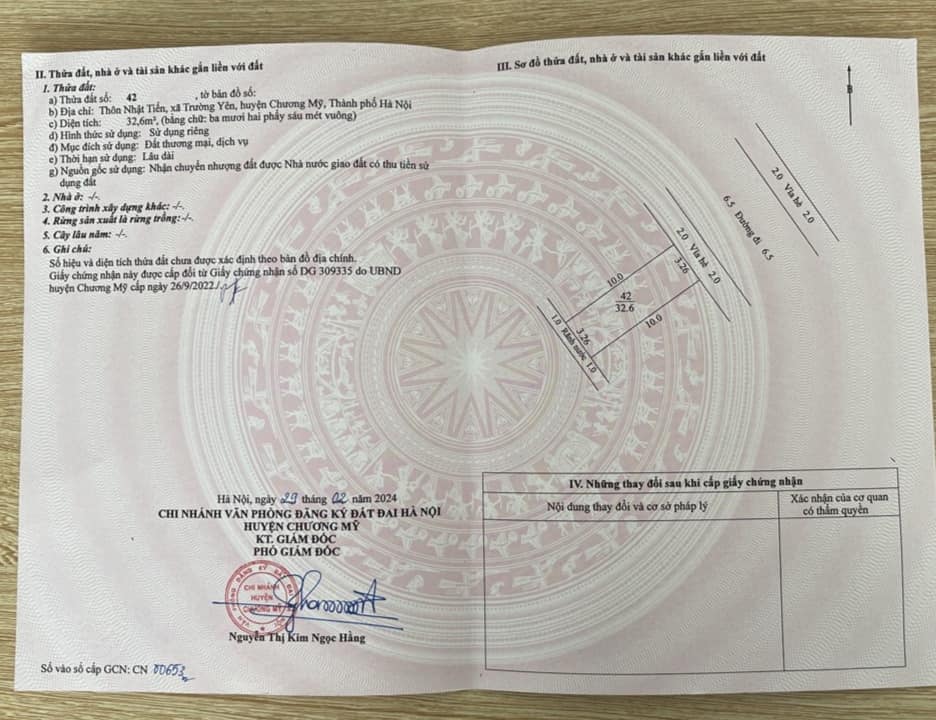 II. Thửa đất, nhà ở và tài sản khác gắn liền với đất
1. Thửa đất:
a) Thửa đất số: 42 , tờ bản đồ số:
b) Địa chỉ: Thôn Nhật Tiến, xã Trường Yên, huyện Chương Mỹ, Thành phố Hà Nội
c) Diện tích: 32,6m², (bằng chữ: ba mươi hai phẩy sáu mét vuông)
d) Hình thức sử dụng: Sử dụng riêng
đ) Mục đích sử dụng: Đất thương mại, dịch vụ
e) Thời hạn sử dụng: Lâu dài
g) Nguồn gốc sử dụng: Nhận chuyển nhượng đất được Nhà nước giao đất có thu tiền sử
dụng đất
2. Nhà ở: -/-.
3. Công trình xây dựng khác: -/-.
4. Rừng sản xuất là rừng trồng:-/-.
5. Cây lâu năm: -/-.
6. Ghi chú:
Số hiệu và diện tích thửa đất chưa được xác định theo bản đồ địa chính.
Giấy chứng nhận này được cấp đổi từ Giấy chứng nhận số DG 309335 do UBND
huyện Chương Mỹ cấp ngày 26/9/2022./.
Hà Nội, ngày 29 tháng 02 năm 2024
CHI NHÁNH VĂN PHÒNG ĐĂNG KÝ ĐẤT ĐAI HÀ NỘI
HUYỆN CHƯƠNG MỸ
KT. GIÁM ĐỐC
PHÓ GIÁM ĐỐC
CHI NHÁNH
HUYỆN
CHƯƠNG MỸ
Nguyễn Thị Kim Ngọc Hằng
Số vào sổ cấp GCN: CN 00653
III. Sơ đồ thửa đất, nhà ở và tài sản khác gắn liền với đất
B
2.0 Vỉa hè 2.0
6.5 Đường đi 6.5
2.0 Vỉa hè 2.0
3.26
10.0
42
32.6
10.0
3.26
1.0 Rãnh nước 1.0
IV. Những thay đổi sau khi cấp giấy chứng nhận
Nội dung thay đổi và cơ sở pháp lý
Xác nhận của cơ quan
có thẩm quyền